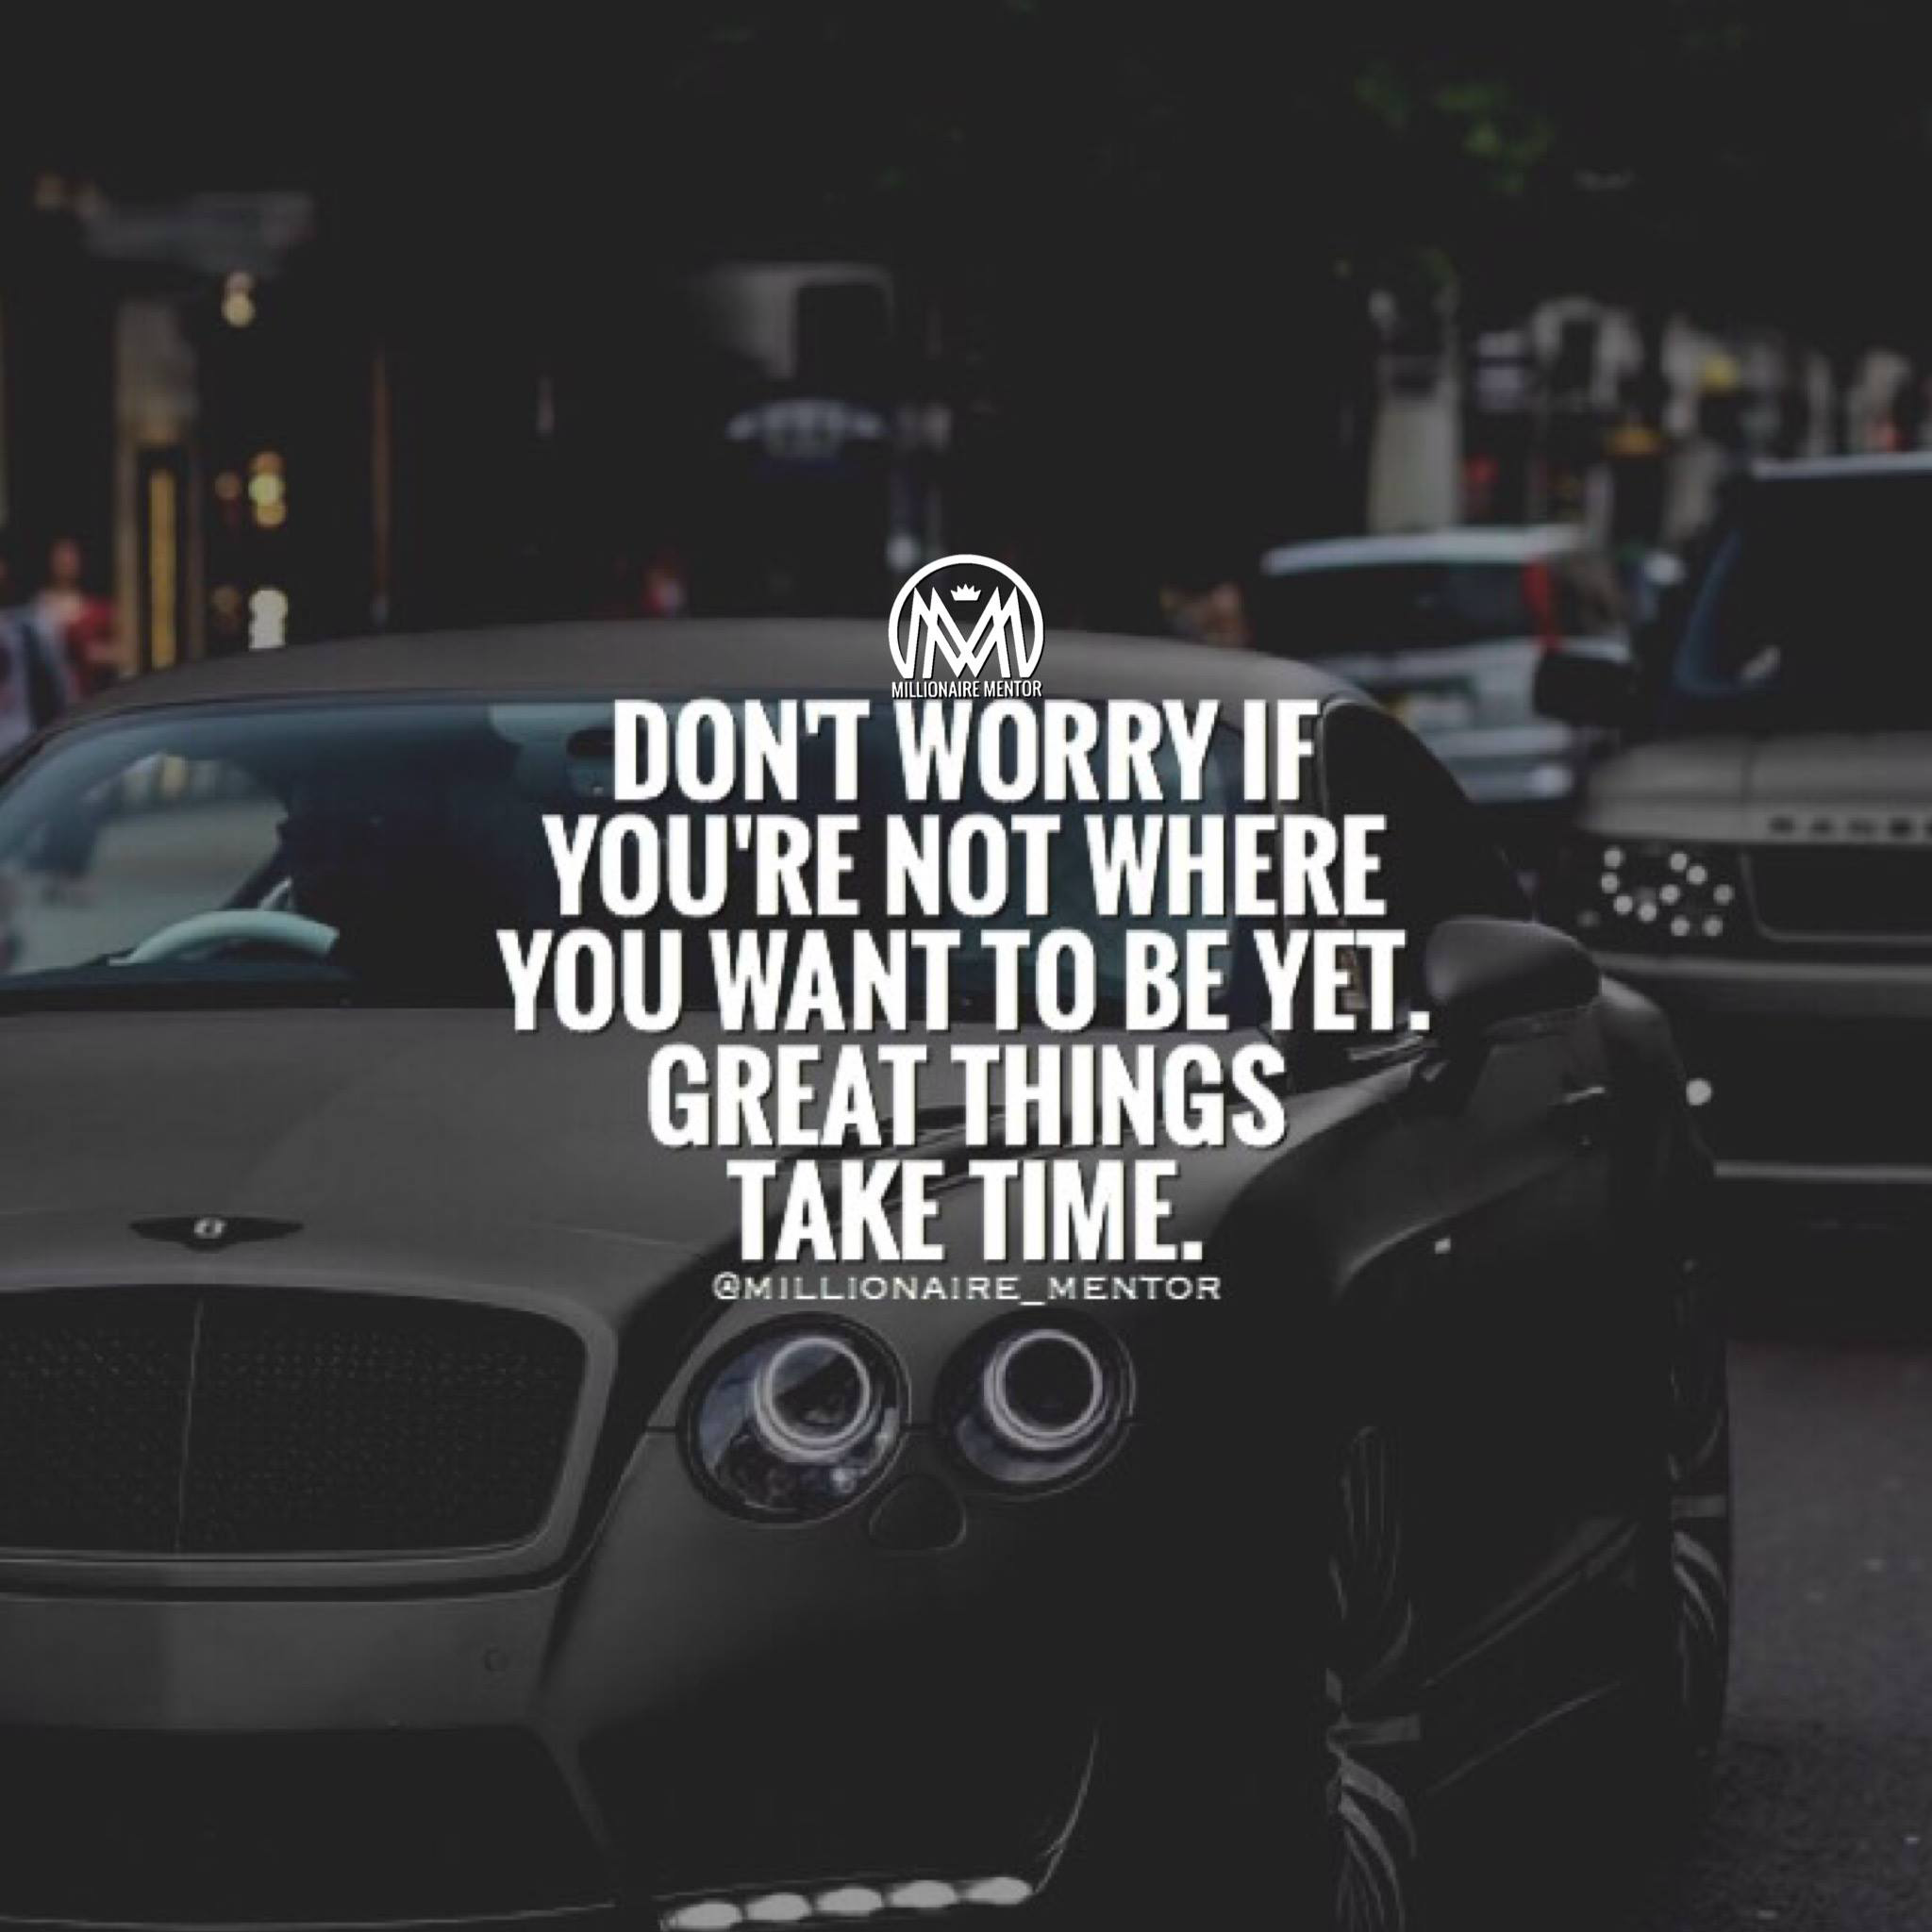 MILLIONAIRE MENTOR
DON'T WORRY IF
YOU'RE NOT WHERE
YOU WANT TO BE YET.
GREAT THINGS
TAKE TIME.
@MILLIONAIRE_MENTOR